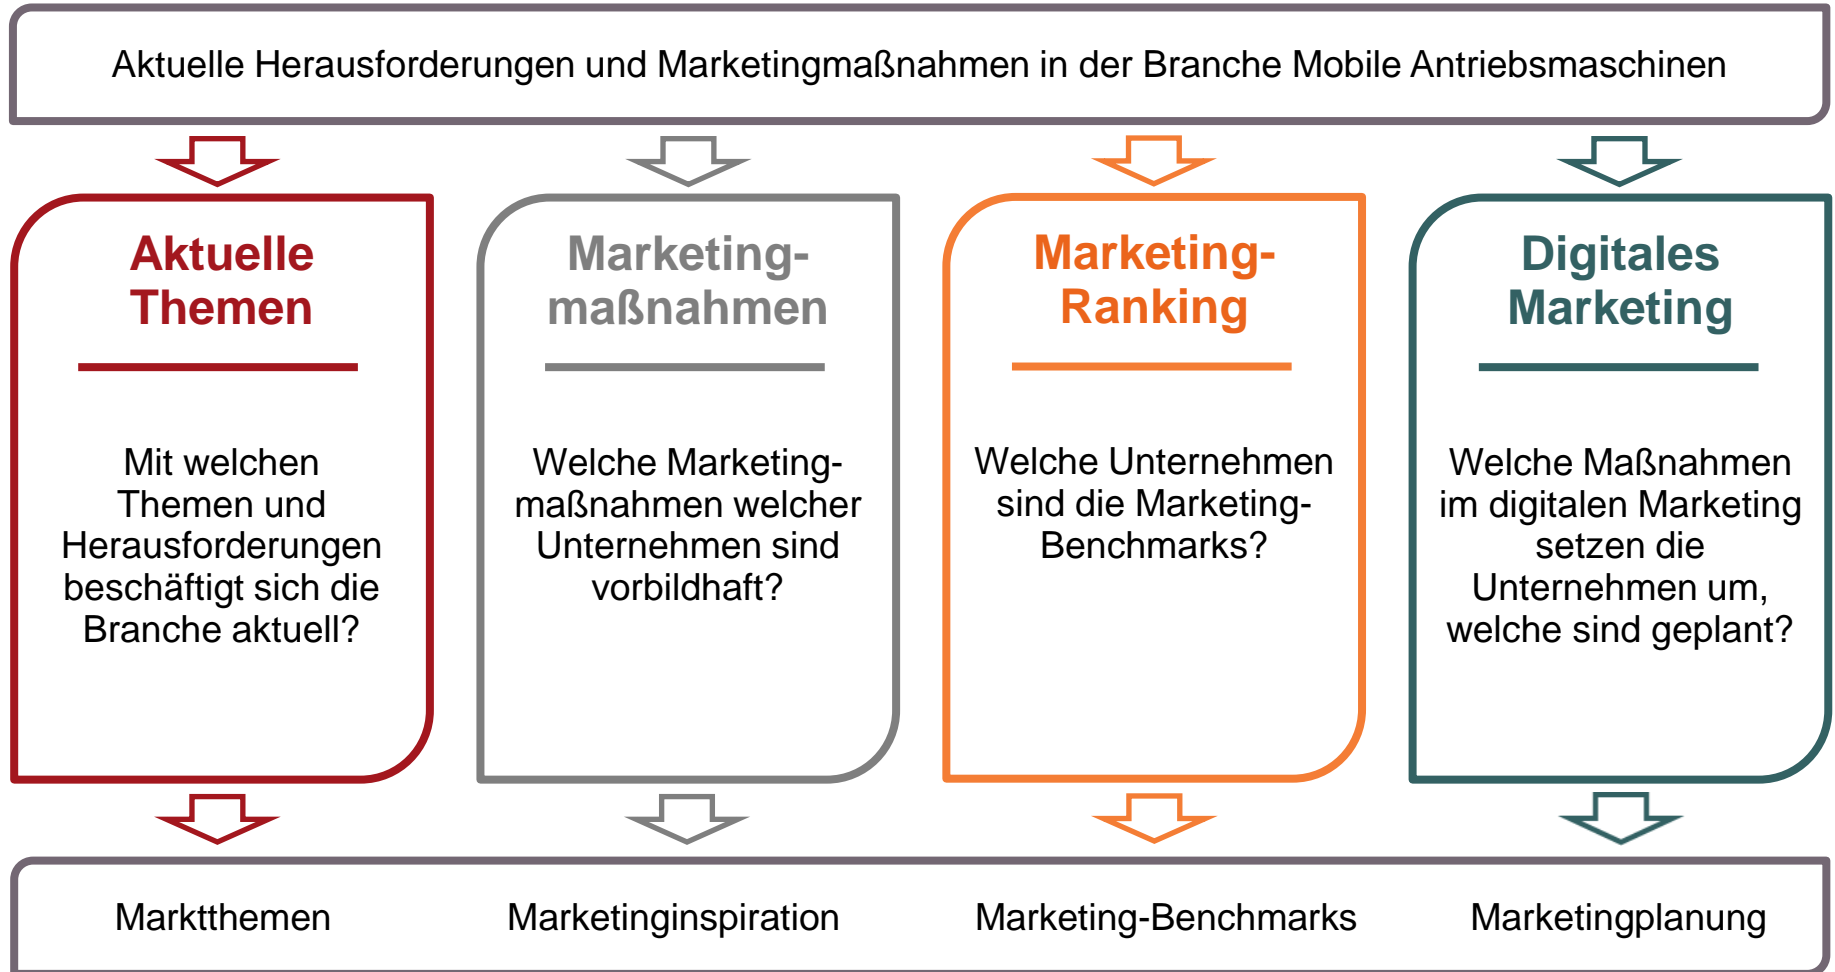 Aktuelle Herausforderungen und Marketingmaßnahmen in der Branche Mobile Antriebsmaschinen
Aktuelle
Themen
Mit welchen
Themen und
Herausforderungen
beschäftigt sich die
Branche aktuell?
Marketing-
maßnahmen
Welche Marketing-
maßnahmen welcher
Unternehmen sind
vorbildhaft?
Marketing-
Ranking
Welche Unternehmen
sind die Marketing-
Benchmarks?
Digitales
Marketing
Welche Maßnahmen
im digitalen Marketing
setzen die
Unternehmen um,
welche sind geplant?
Marktthemen
Marketinginspiration
Marketing-Benchmarks
Marketingplanung